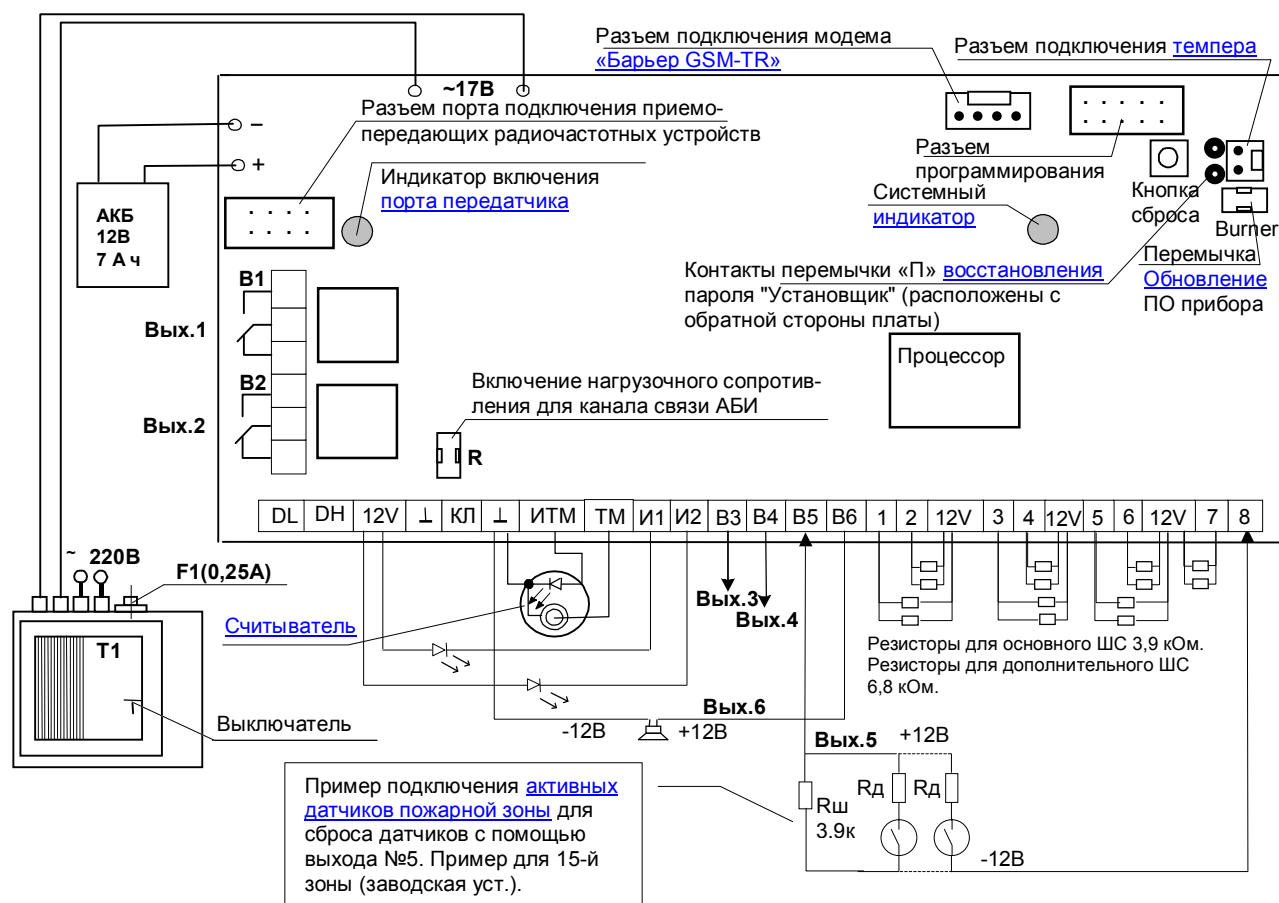 Разъем подключения модема
«Барьер GSM-TR»
Разъем подключения темпера
~17В
Разъем порта подключения приемо-
передающих радиочастотных устройств
–
+
Индикатор включения
порта передатчика
АКБ
12В
7 А ч
Разъем
программирования
Системный
индикатор
Кнопка
сброса
Burner
Перемычка
Обновление
ПО прибора
Контакты перемычки «П» восстановления
пароля "Установщик" (расположены с
обратной стороны платы)
Процессор
В1
Вых.1
В2
Вых.2
Включение нагрузочного сопротив-
ления для канала связи АБИ
R
DL DH 12V ⊥ КЛ ⊥ ИТМ ТМ И1 И2 В3 В4 В5 В6 1 2 12V 3 4 12V 5 6 12V 7 8
~ 220В
F1(0,25А)
Т1
Выключатель
Считыватель
Вых.3
Вых.4
Резисторы для основного ШС 3,9 кОм.
Резисторы для дополнительного ШС
6,8 кОм.
Вых.6
-12В +12В
Вых.5 +12В
Rш
3.9к
Rд Rд
-12В
Пример подключения активных
датчиков пожарной зоны для
сброса датчиков с помощью
выхода №5. Пример для 15-й
зоны (заводская уст.).